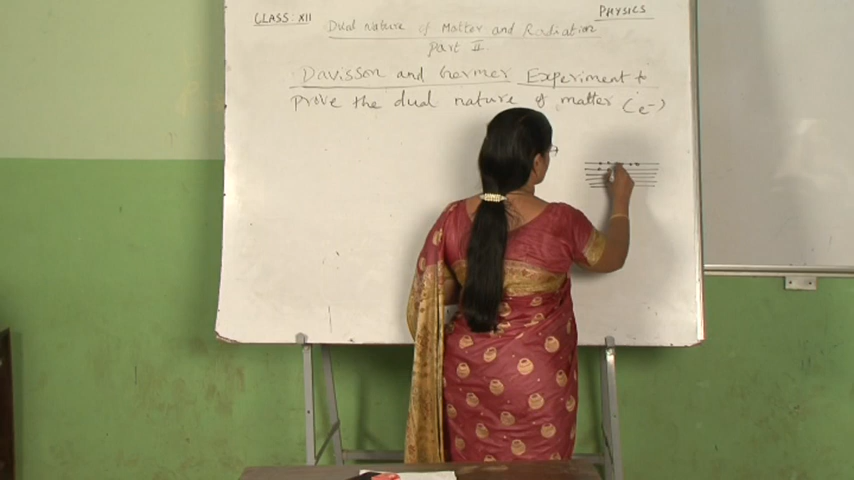 CLASS: XII
PHYSICS
Dual Nature of Matter and Radiation
Part II
Davisson and Germer Experiment to
prove the dual nature of matter (e-)